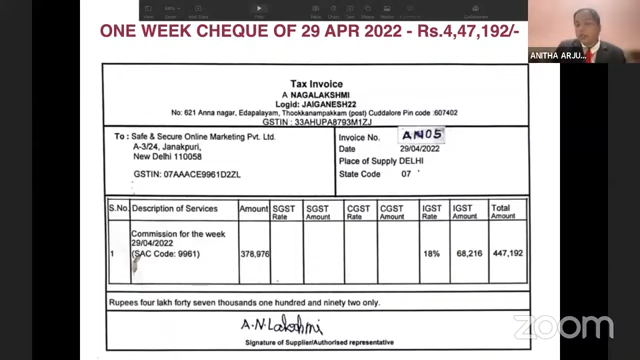 ONE WEEK CHEQUE OF 29 APR 2022 - Rs.4,47,192/-
ANITHA ARJU...
Tax Invoice
A NAGALAKSHMI
Logid: JAIGANESH22
No: 621 Anna nagar, Edapalayam, Thookkanampakkam (post) Cuddalore Pin code :607402
GSTIN : 33AHUPA8793M1ZJ
To : Safe & Secure Online Marketing Pvt. Ltd.
A-3/24, Janakpuri,
New Delhi 110058
GSTIN: 07AAACE9961D2ZL
Invoice No. AN05
Date 29/04/2022
Place of Supply DELHI
State Code 07
S.No. Description of Services Amount SGST Rate SGST Amount CGST Rate CGST Amount IGST Rate IGST Amount Total Amount
1 Commission for the week 29/04/2022 (SAC Code: 9961) 378,976 18% 68,216 447,192
Rupees four lakh forty seven thousands one hundred and ninety two only.
A.N.Lakshmi
Signature of Supplier/Authorised representative
zoom